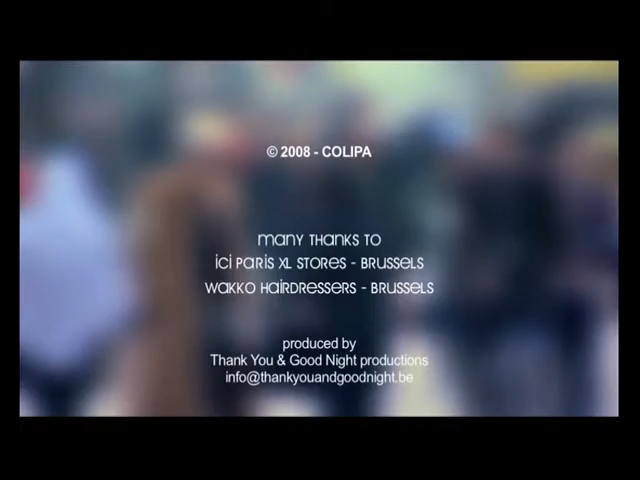 © 2008 - COLIPA
MANY THANKS TO
ICI PARIS XL STORES - BRUSSELS
WAKKO HAIRDRESSERS - BRUSSELS
produced by
Thank You & Good Night productions
info@thankyouandgoodnight.be